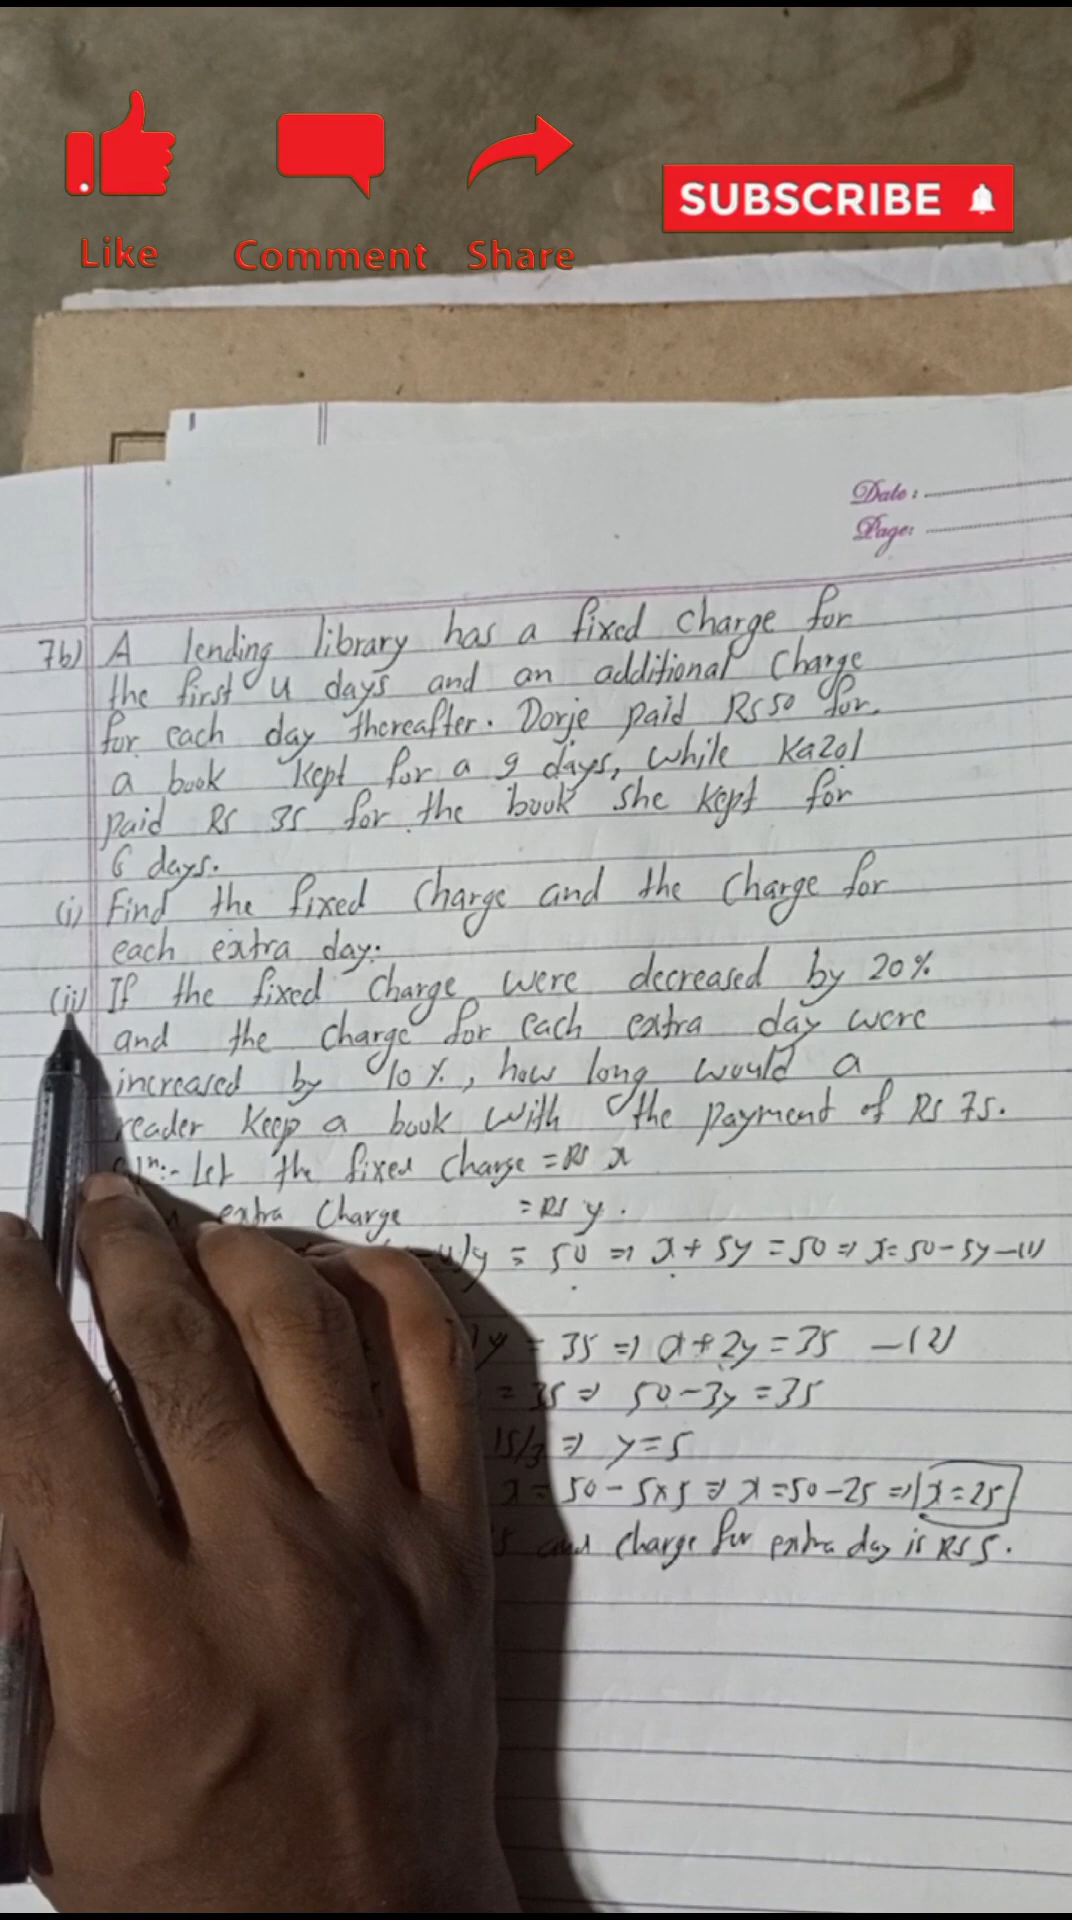 Like Comment Share
SUBSCRIBE
Date:
Page:
7b) A lending library has a fixed charge for
the first 4 days and an additional charge
for each day thereafter. Dorje paid Rs 50 for
a book kept for a 9 days, while Kazol
paid Rs 35 for the book she kept for
6 days.
(i) Find the fixed charge and the charge for
each extra day.
(ii) If the fixed charge were decreased by 20%
and the charge for each extra day were
increased by 10%, how long would a
reader keep a book with the payment of Rs 75.
Let the fixed charge = Rs x
extra charge = Rs y.
-4)y = 50 => x + 5y = 50 => x = 50 - 5y -(1)
y = 35 => x + 2y = 35 -(2)
= 35 => 50 - 3y = 35
15/3 => y = 5
x = 50 - 5x5 => x = 50 - 25 => x = 25
5 and charge for extra day is Rs 5.